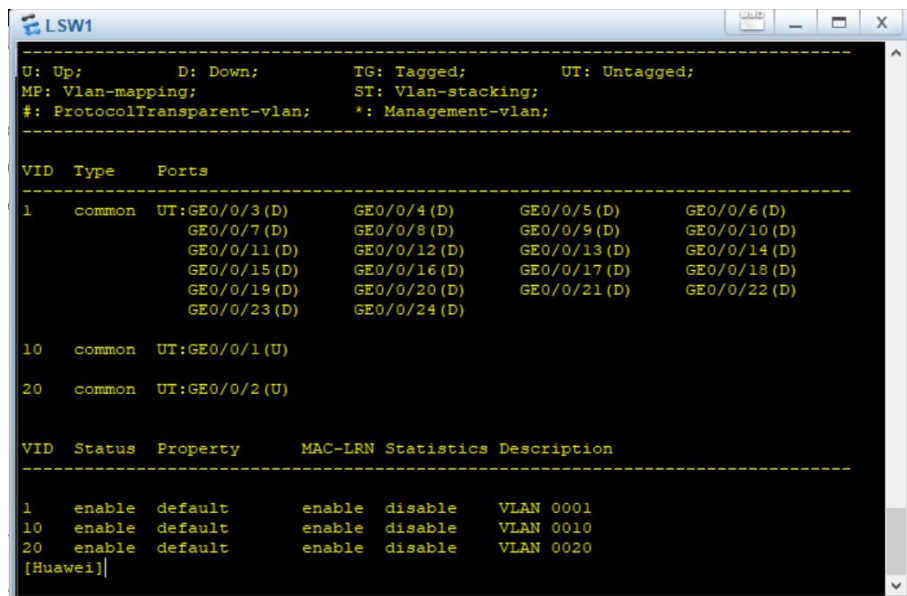 LSW1
-------------------------------------------------------------------------------
U: Up;         D: Down;         TG: Tagged;         UT: Untagged;
MP: Vlan-mapping;               ST: Vlan-stacking;
#: ProtocolTransparent-vlan;    *: Management-vlan;
-------------------------------------------------------------------------------
VID  Type    Ports
-------------------------------------------------------------------------------
1    common  UT:GE0/0/3(D)      GE0/0/4(D)      GE0/0/5(D)      GE0/0/6(D)
                GE0/0/7(D)      GE0/0/8(D)      GE0/0/9(D)      GE0/0/10(D)
                GE0/0/11(D)     GE0/0/12(D)     GE0/0/13(D)     GE0/0/14(D)
                GE0/0/15(D)     GE0/0/16(D)     GE0/0/17(D)     GE0/0/18(D)
                GE0/0/19(D)     GE0/0/20(D)     GE0/0/21(D)     GE0/0/22(D)
                GE0/0/23(D)     GE0/0/24(D)
10   common  UT:GE0/0/1(U)
20   common  UT:GE0/0/2(U)
VID  Status  Property      MAC-LRN Statistics Description
-------------------------------------------------------------------------------
1    enable  default       enable  disable    VLAN 0001
10   enable  default       enable  disable    VLAN 0010
20   enable  default       enable  disable    VLAN 0020
[Huawei]